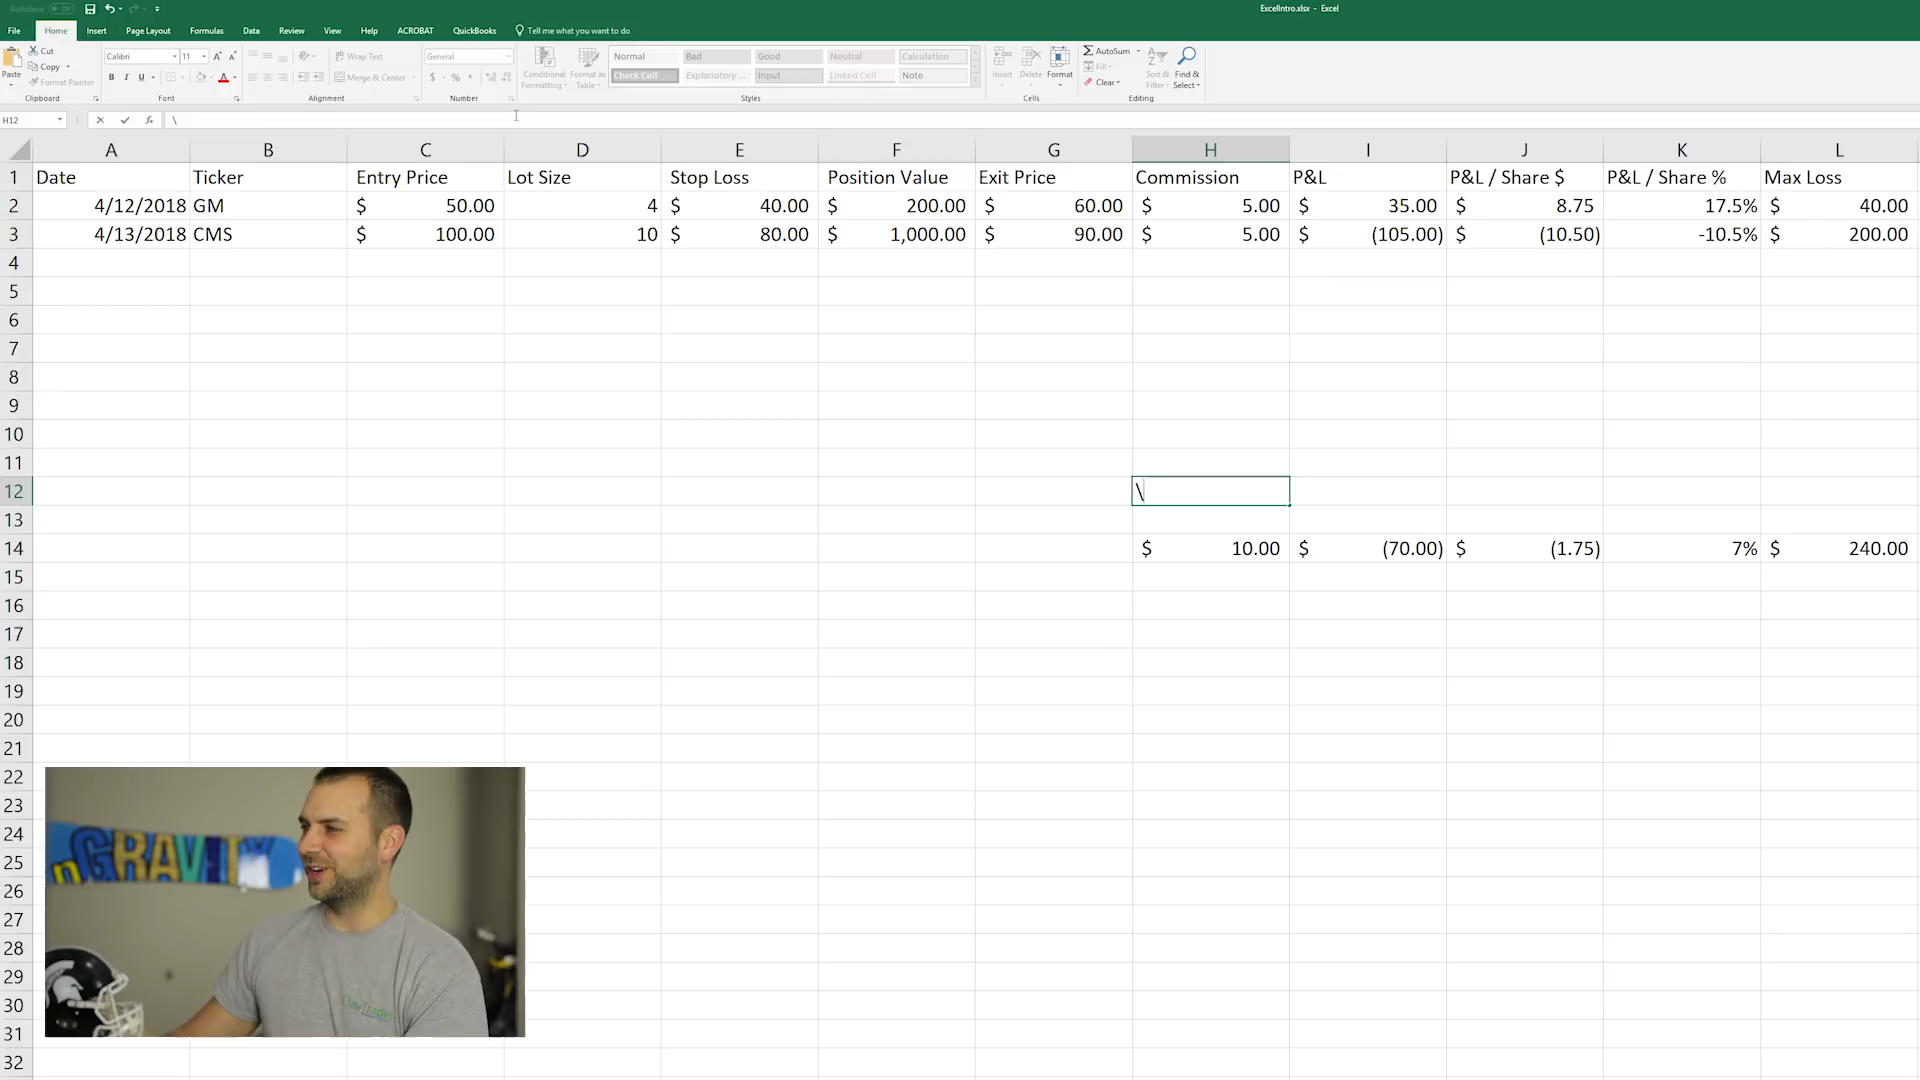 AutoSave Off ExcelIntro.xlsx - Excel
File Home Insert Page Layout Formulas Data Review View Help ACROBAT QuickBooks Tell me what you want to do
Paste Cut Copy Format Painter Clipboard
Calibri 11 B I U A Font
Wrap Text Merge & Center Alignment
General $ % , Number
Conditional Formatting Format as Table
Normal Bad Good Neutral Calculation
Check Cell Explanatory ... Input Linked Cell Note
Styles
Insert Delete Format Cells
AutoSum Fill Clear Sort & Filter Find & Select Editing
H12 fx \
A B C D E F G H I J K L
1 Date Ticker Entry Price Lot Size Stop Loss Position Value Exit Price Commission P&L P&L / Share $ P&L / Share % Max Loss
2 4/12/2018 GM $ 50.00 4 $ 40.00 $ 200.00 $ 60.00 $ 5.00 $ 35.00 $ 8.75 17.5% $ 40.00
3 4/13/2018 CMS $ 100.00 10 $ 80.00 $ 1,000.00 $ 90.00 $ 5.00 $ (105.00) $ (10.50) -10.5% $ 200.00
4
5
6
7
8
9
10
11
12 \
13
14 $ 10.00 $ (70.00) $ (1.75) 7% $ 240.00
15
16
17
18
19
20
21
22
23
24
25
26
27
28
29
30
31
32
nGRAVITY
ClayTrader